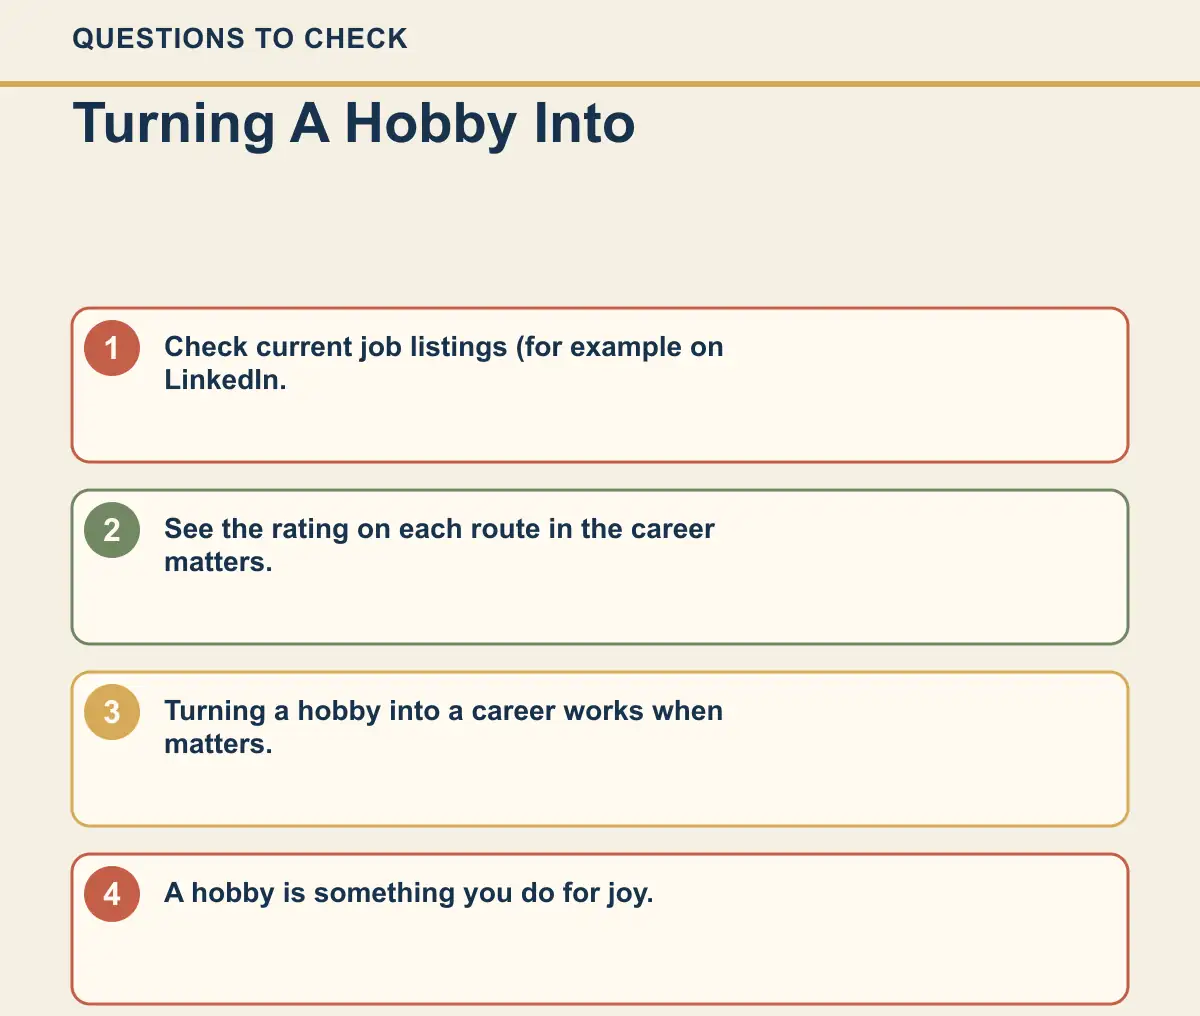 QUESTIONS TO CHECK
Turning A Hobby Into
1
Check current job listings (for example on
LinkedIn.
2
See the rating on each route in the career
matters.
3
Turning a hobby into a career works when
matters.
4
A hobby is something you do for joy.